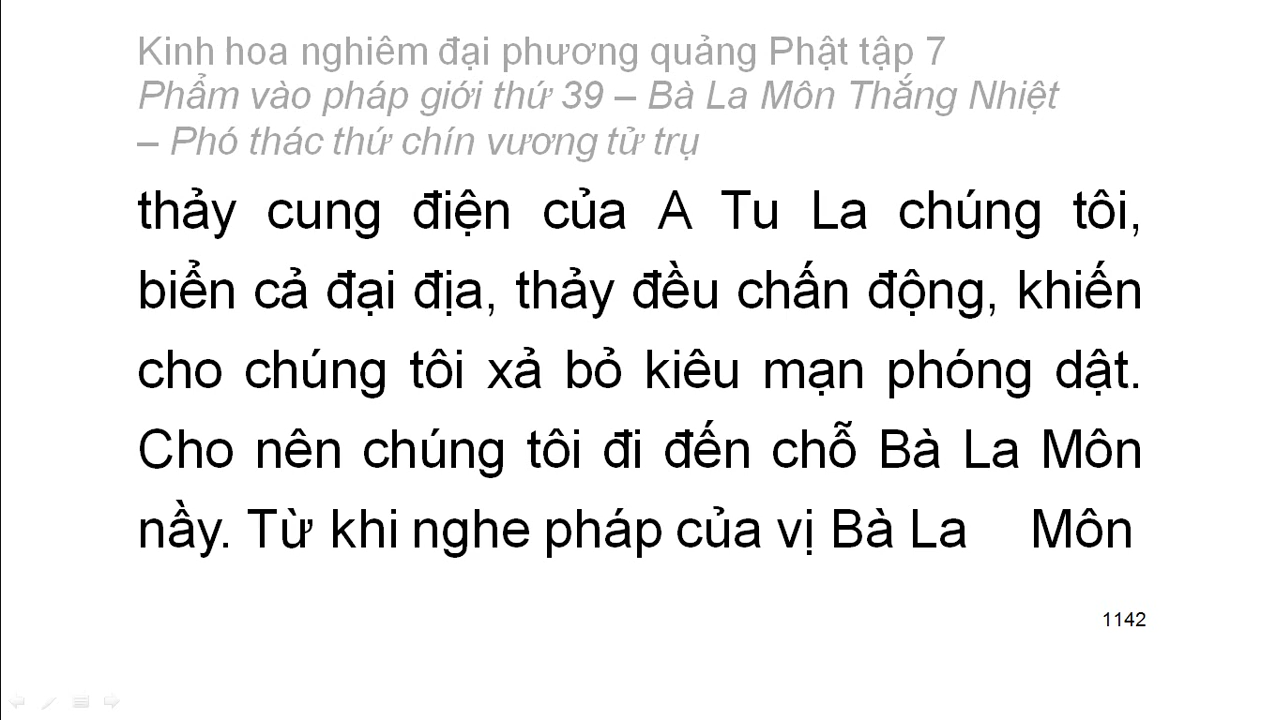 Kinh hoa nghiêm đại phương quảng Phật tập 7
Phẩm vào pháp giới thứ 39 – Bà La Môn Thắng Nhiệt
– Phó thác thứ chín vương tử trụ
thảy cung điện của A Tu La chúng tôi,
biển cả đại địa, thảy đều chấn động, khiến
cho chúng tôi xả bỏ kiêu mạn phóng dật.
Cho nên chúng tôi đi đến chỗ Bà La Môn
nầy. Từ khi nghe pháp của vị Bà La Môn
1142